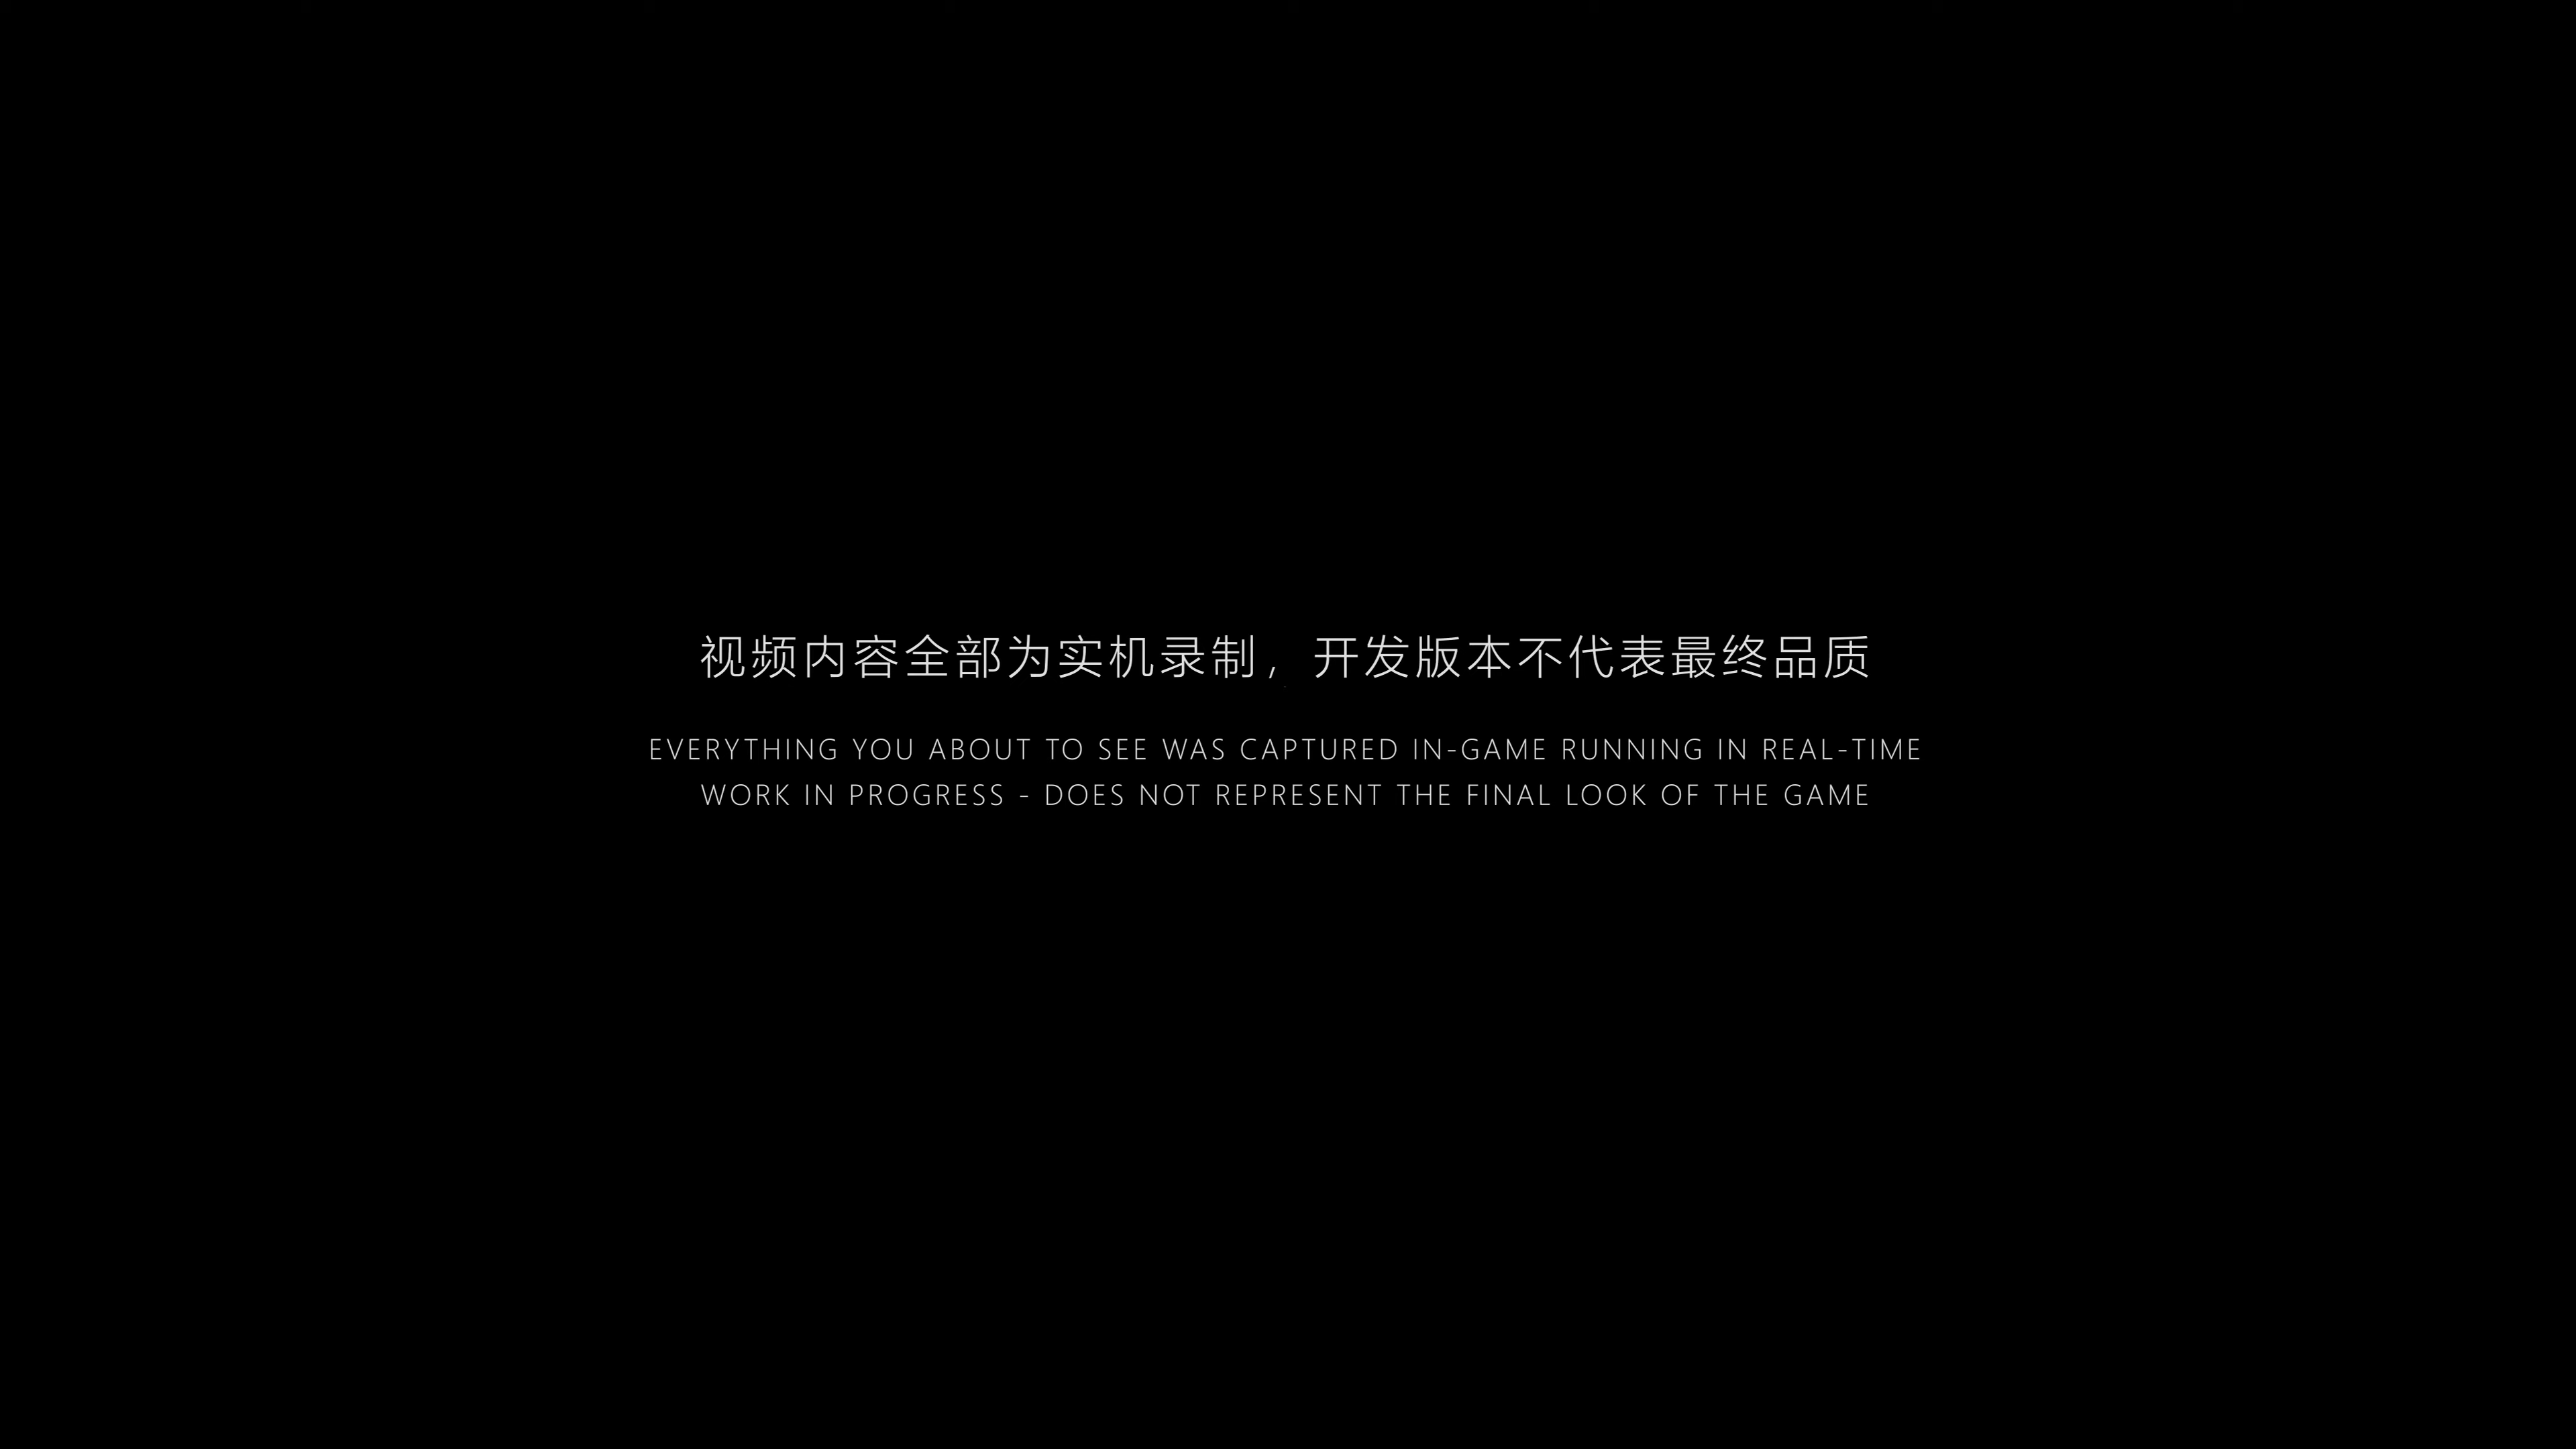 视频内容全部为实机录制，开发版本不代表最终品质
EVERYTHING YOU ABOUT TO SEE WAS CAPTURED IN-GAME RUNNING IN REAL-TIME
WORK IN PROGRESS - DOES NOT REPRESENT THE FINAL LOOK OF THE GAME